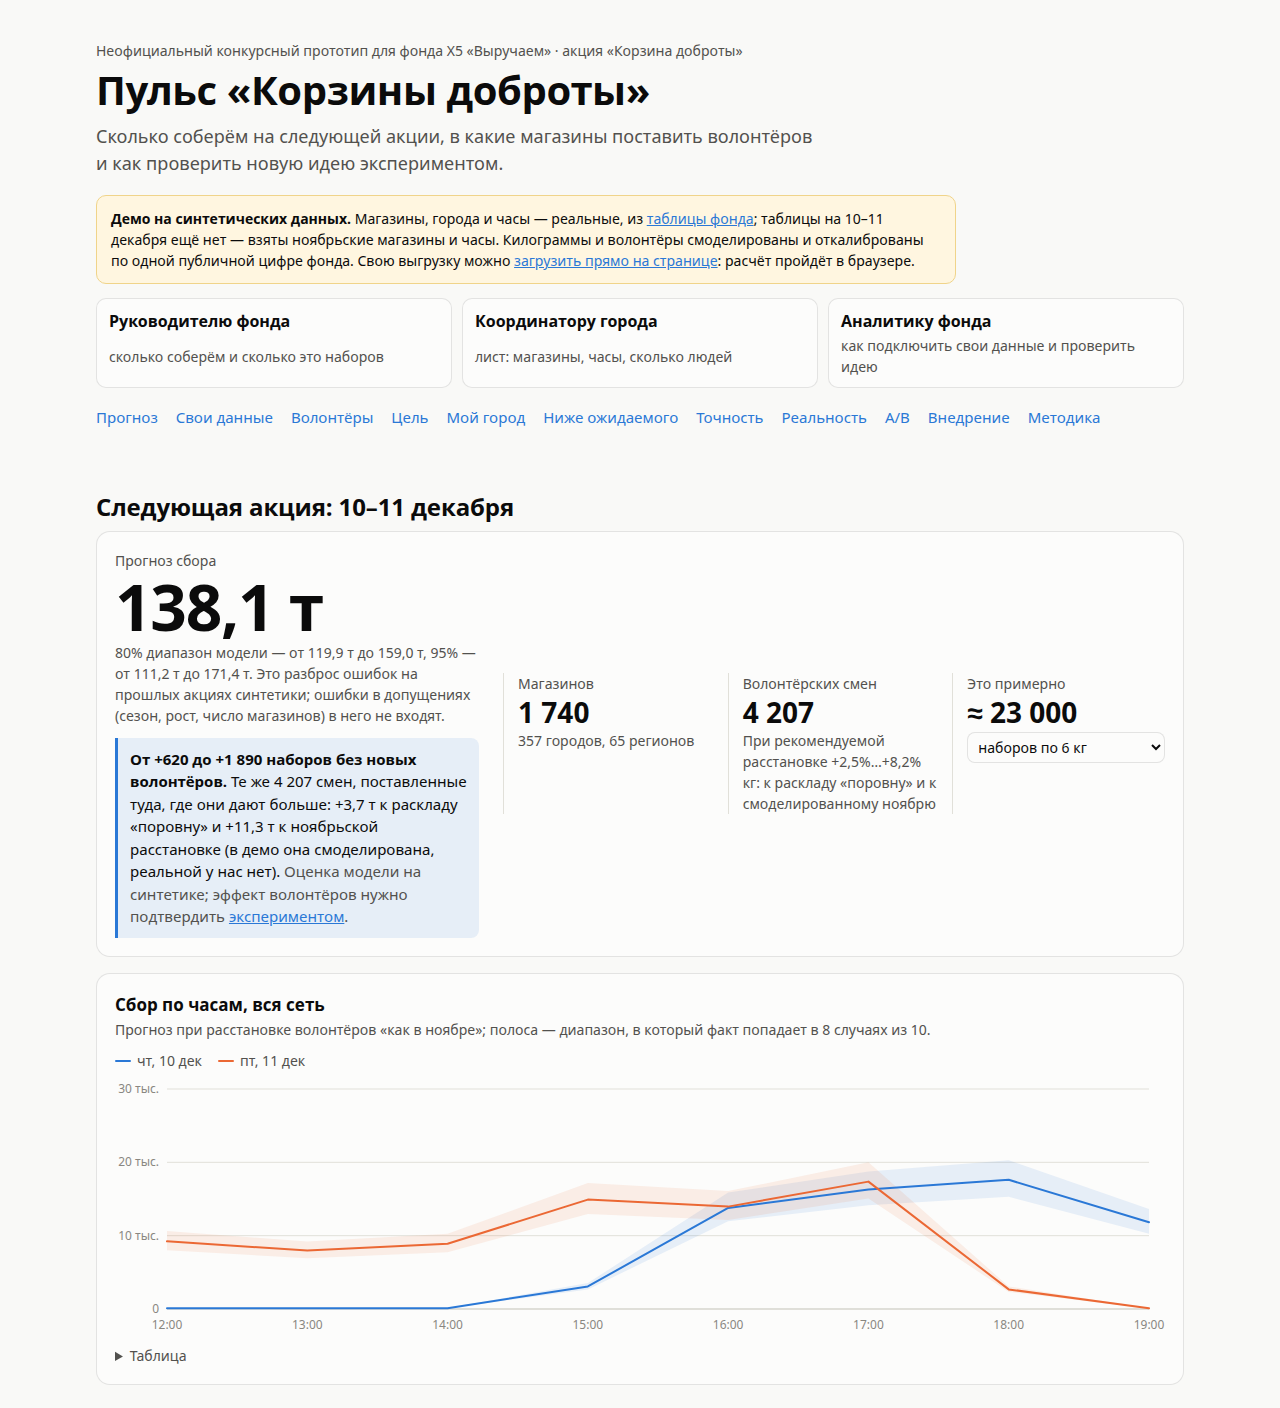 Неофициальный конкурсный прототип для фонда X5 «Выручаем» · акция «Корзина доброты»
Пульс «Корзины доброты»
Сколько соберём на следующей акции, в какие магазины поставить волонтёров
и как проверить новую идею экспериментом.
Демо на синтетических данных. Магазины, города и часы — реальные, из таблицы фонда; таблицы на 10–11
декабря ещё нет — взяты ноябрьские магазины и часы. Килограммы и волонтёры смоделированы и откалиброваны
по одной публичной цифре фонда. Свою выгрузку можно загрузить прямо на странице: расчёт пройдёт в браузере.
Руководителю фонда
сколько соберём и сколько это наборов
Координатору города
лист: магазины, часы, сколько людей
Аналитику фонда
как подключить свои данные и проверить
идею
Прогноз Свои данные Волонтёры Цель Мой город Ниже ожидаемого Точность Реальность A/B Внедрение Методика
Следующая акция: 10–11 декабря
Прогноз сбора
138,1 т
80% диапазон модели — от 119,9 т до 159,0 т, 95% —
от 111,2 т до 171,4 т. Это разброс ошибок на
прошлых акциях синтетики; ошибки в допущениях
(сезон, рост, число магазинов) в него не входят.
От +620 до +1 890 наборов без новых
волонтёров. Те же 4 207 смен, поставленные
туда, где они дают больше: +3,7 т к раскладу
«поровну» и +11,3 т к ноябрьской
расстановке (в демо она смоделирована,
реальной у нас нет). Оценка модели на
синтетике; эффект волонтёров нужно
подтвердить экспериментом.
Магазинов
1 740
357 городов, 65 регионов
Волонтёрских смен
4 207
При рекомендуемой
расстановке +2,5%…+8,2%
кг: к раскладу «поровну» и к
смоделированному ноябрю
Это примерно
≈ 23 000
наборов по 6 кг
Сбор по часам, вся сеть
Прогноз при расстановке волонтёров «как в ноябре»; полоса — диапазон, в который факт попадает в 8 случаях из 10.
чт, 10 дек пт, 11 дек
30 тыс.
20 тыс.
10 тыс.
0
12:00 13:00 14:00 15:00 16:00 17:00 18:00 19:00
Таблица